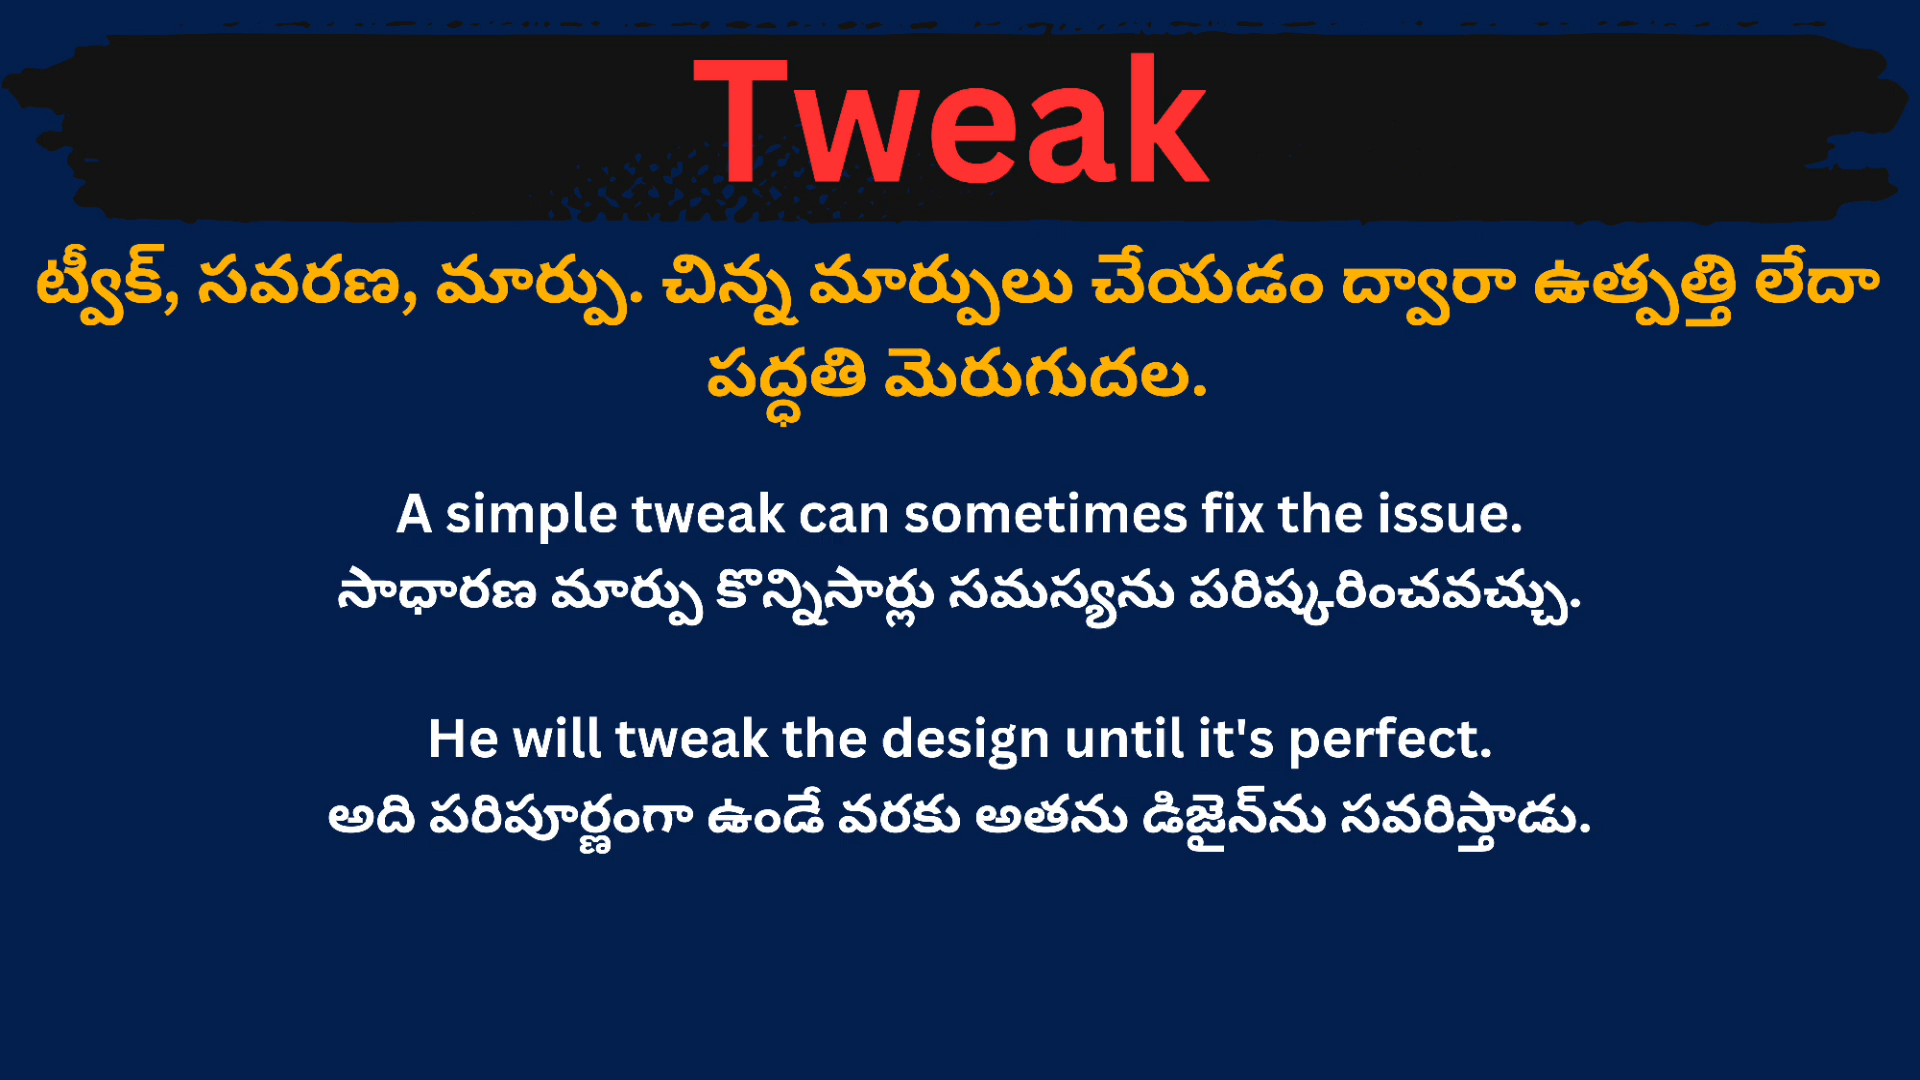 Tweak
ట్వీక్, సవరణ, మార్పు. చిన్న మార్పులు చేయడం ద్వారా ఉత్పత్తి లేదా
పద్ధతి మెరుగుదల.
A simple tweak can sometimes fix the issue.
సాధారణ మార్పు కొన్నిసార్లు సమస్యను పరిష్కరించవచ్చు.
He will tweak the design until it's perfect.
అది పరిపూర్ణంగా ఉండే వరకు అతను డిజైన్‌ను సవరిస్తాడు.